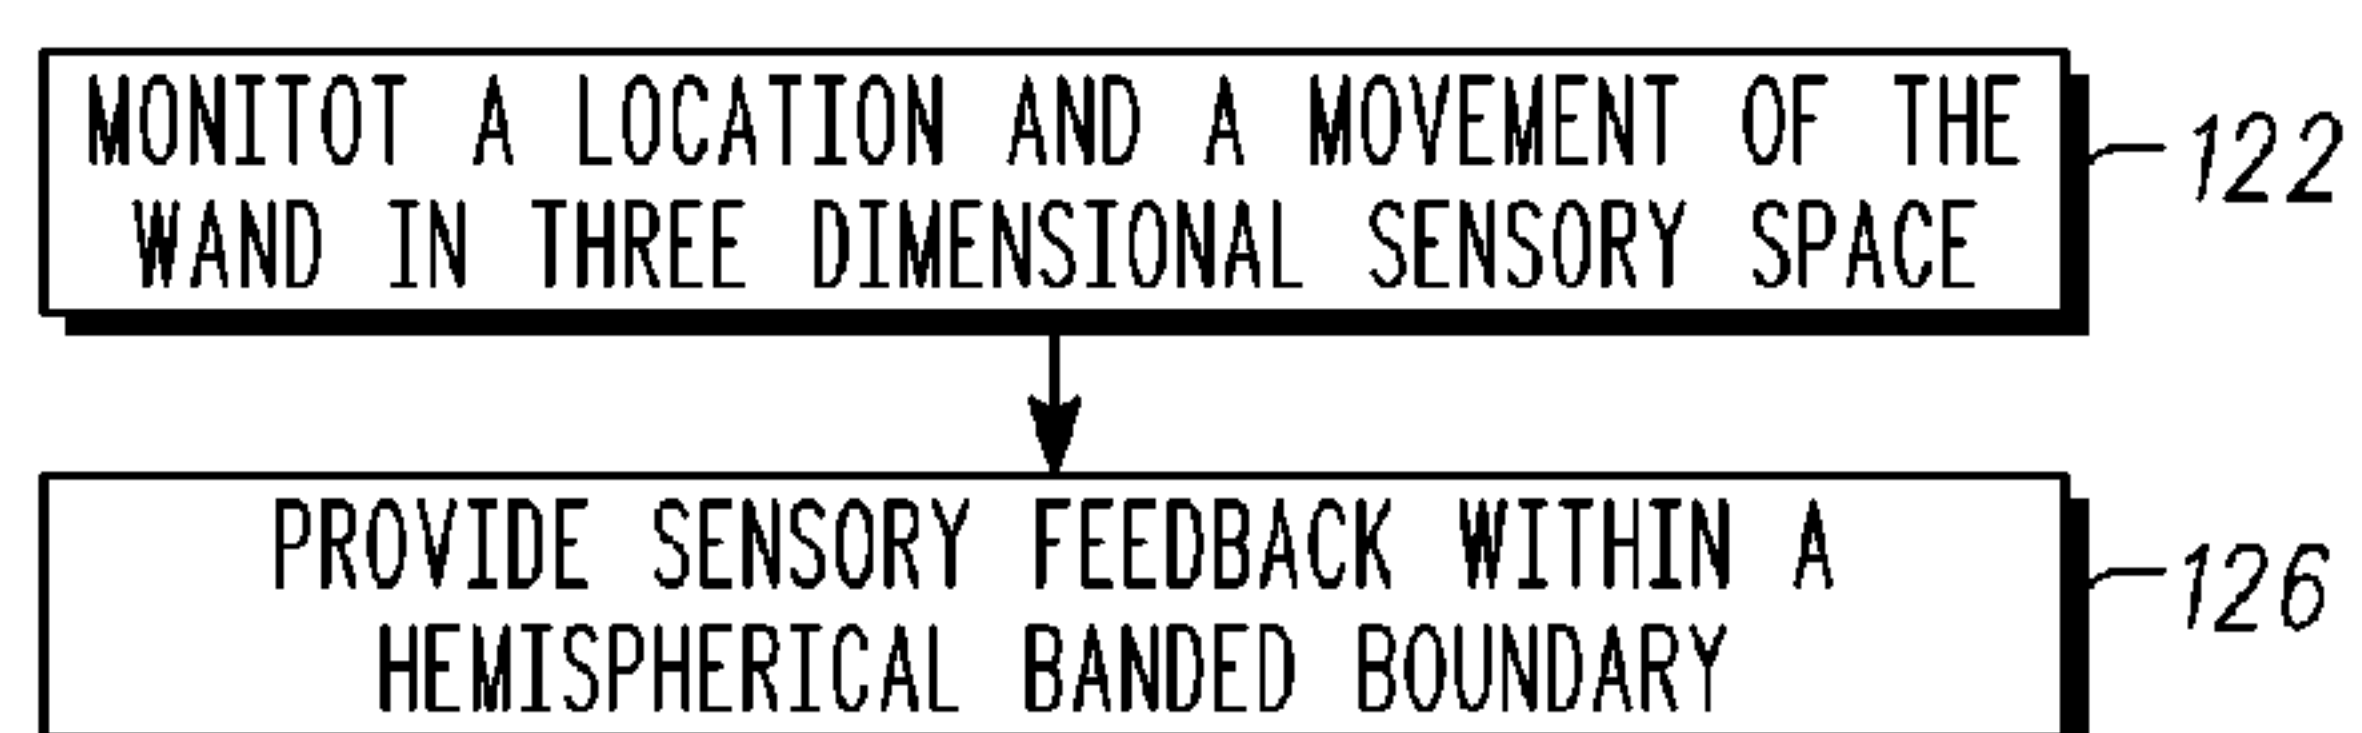 MONITOT A LOCATION AND A MOVEMENT OF THE
WAND IN THREE DIMENSIONAL SENSORY SPACE
122
PROVIDE SENSORY FEEDBACK WITHIN A
HEMISPHERICAL BANDED BOUNDARY
126